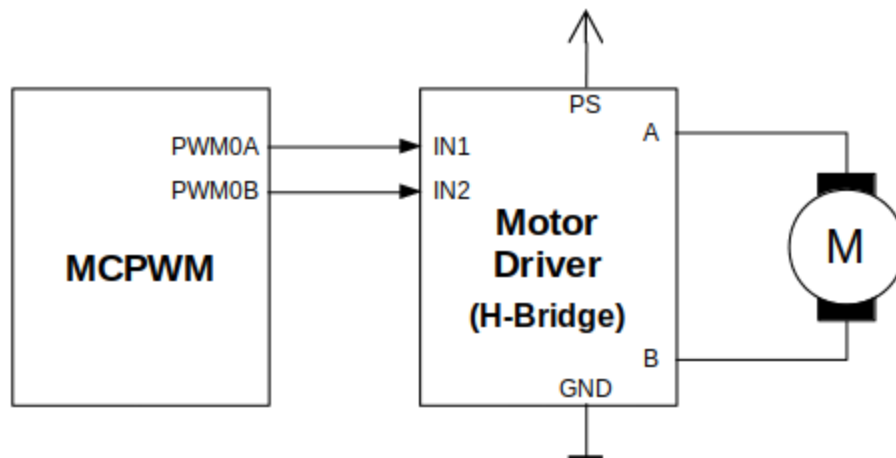 PS
A
PWM0A
IN1
PWM0B
IN2
Motor
Driver
(H-Bridge)
MCPWM
M
B
GND